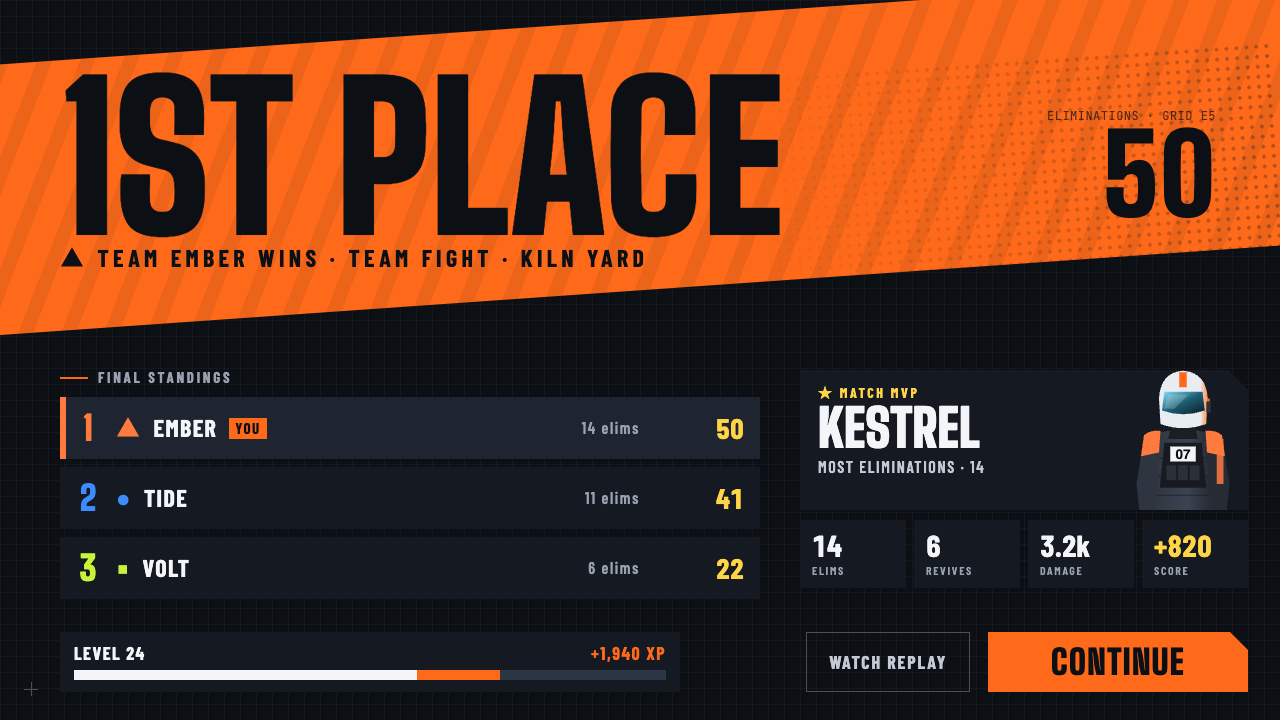 1ST PLACE
▲ TEAM EMBER WINS · TEAM FIGHT · KILN YARD
ELIMINATIONS · GRID E5
50
FINAL STANDINGS
1 EMBER YOU 14 elims 50
2 TIDE 11 elims 41
3 VOLT 6 elims 22
★ MATCH MVP
KESTREL
MOST ELIMINATIONS · 14
07
14 6 3.2k +820
ELIMS REVIVES DAMAGE SCORE
LEVEL 24 +1,940 XP
WATCH REPLAY CONTINUE